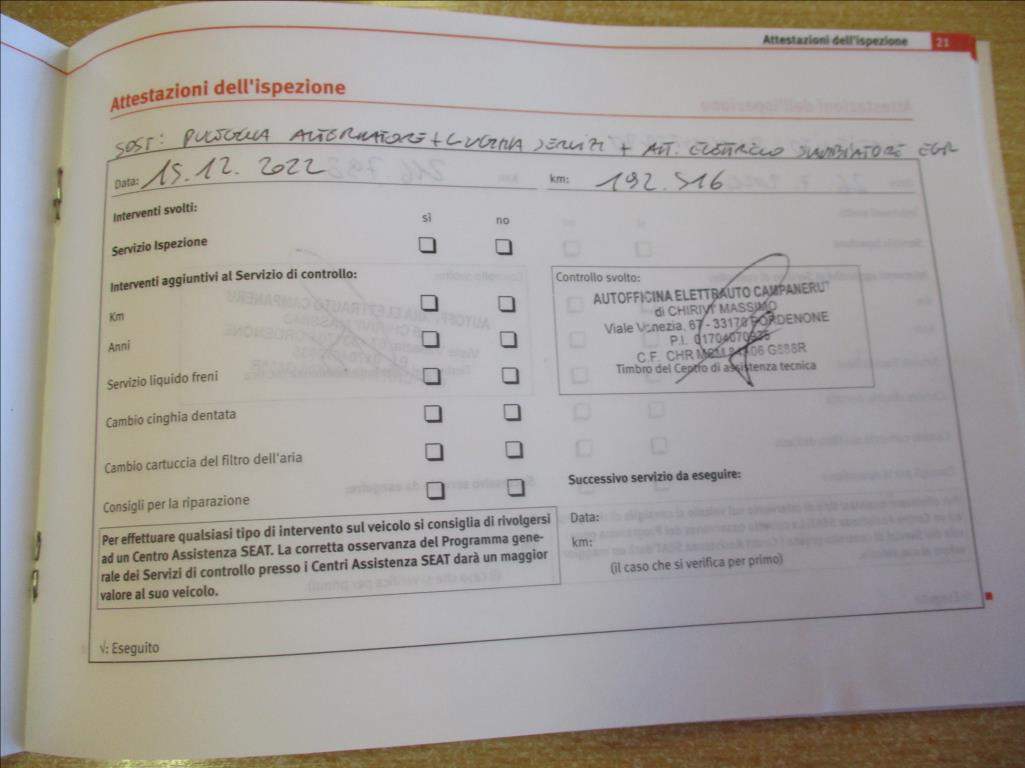 Attestazioni dell'ispezione 21
Attestazioni dell'ispezione
SOST: PULEGGIA ALTERNATORE + CINGHIA SERVIZI + ATT. ELETTRICO SCAMBIATORE EGR
Data: 15.12.2022 km: 192.516
Interventi svolti:
sì no
Servizio Ispezione
Interventi aggiuntivi al Servizio di controllo:
Km
Anni
Servizio liquido freni
Cambio cinghia dentata
Cambio cartuccia del filtro dell'aria
Consigli per la riparazione
Controllo svolto:
AUTOFFICINA ELETTRAUTO CAMPANERUT
di CHIRIVI' MASSIMO
Viale Venezia, 67 - 33170 PORDENONE
P.I.
C.F. CHR
Timbro del Centro di assistenza tecnica
Successivo servizio da eseguire:
Data:
km:
(il caso che si verifica per primo)
Per effettuare qualsiasi tipo di intervento sul veicolo si consiglia di rivolgersi
ad un Centro Assistenza SEAT. La corretta osservanza del Programma gene-
rale dei Servizi di controllo presso i Centri Assistenza SEAT darà un maggior
valore al suo veicolo.
√: Eseguito